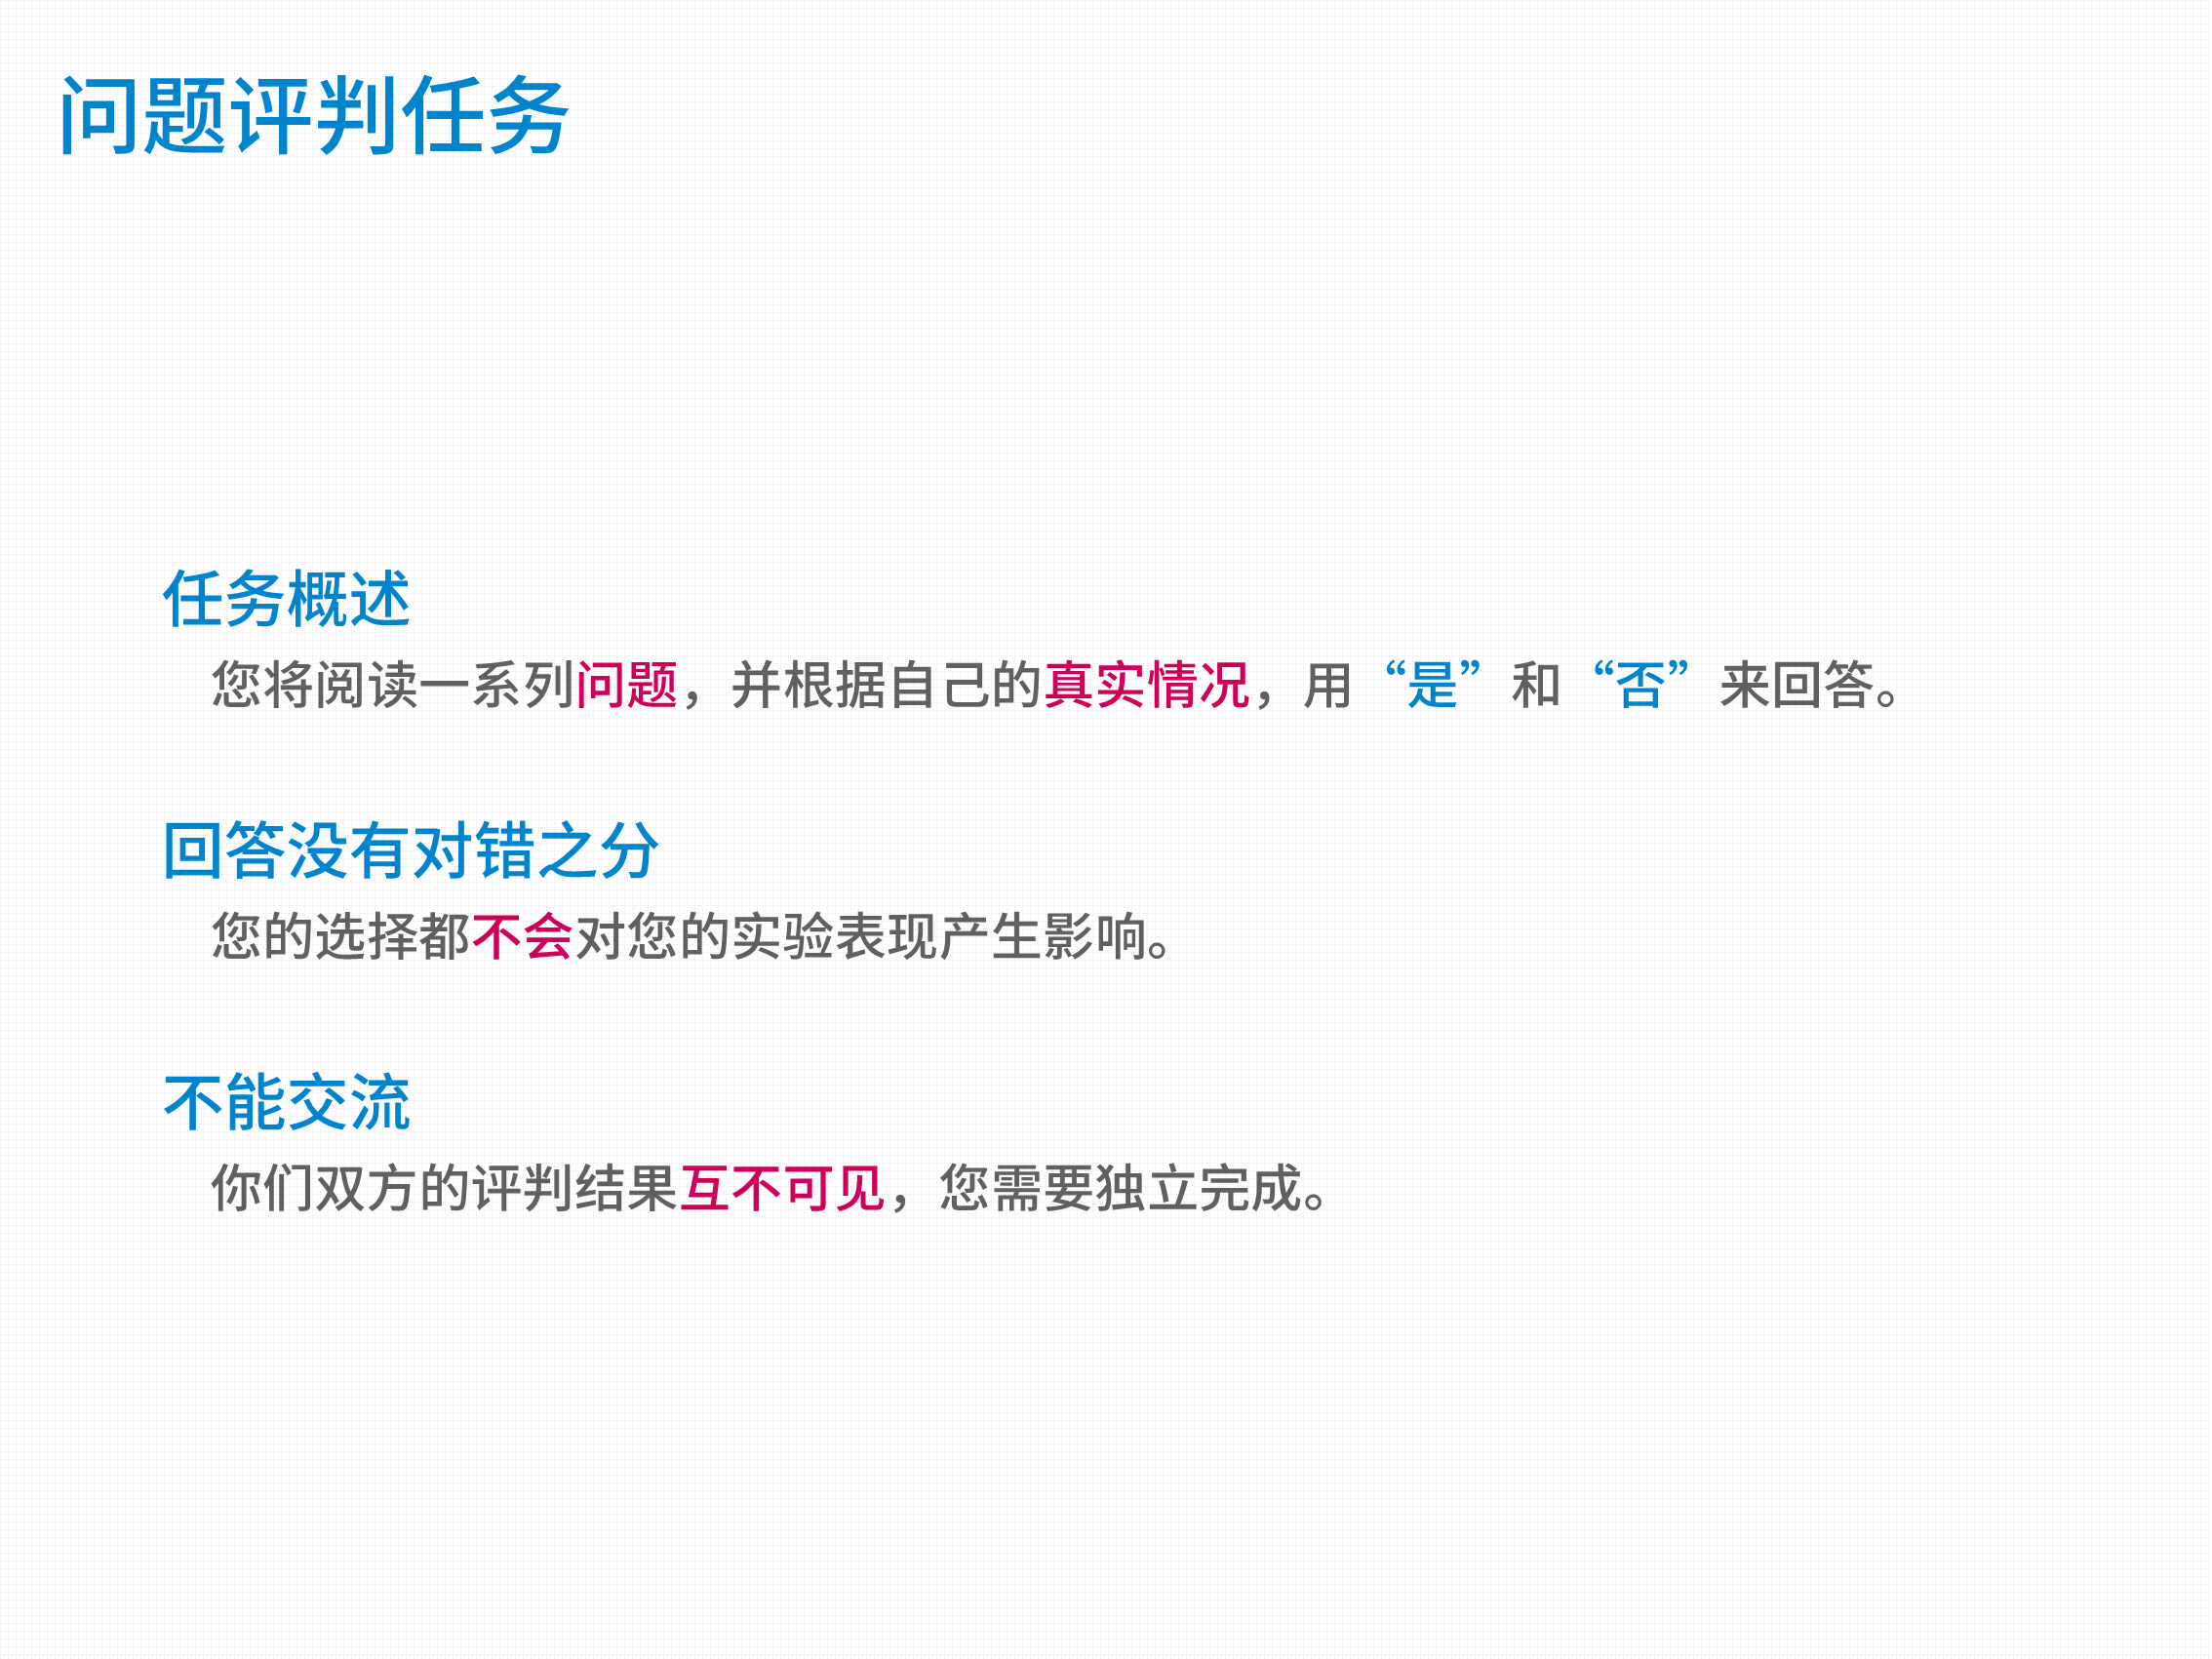 问题评判任务
任务概述
您将阅读一系列问题，并根据自己的真实情况，用“是”和“否”来回答。
回答没有对错之分
您的选择都不会对您的实验表现产生影响。
不能交流
你们双方的评判结果互不可见，您需要独立完成。